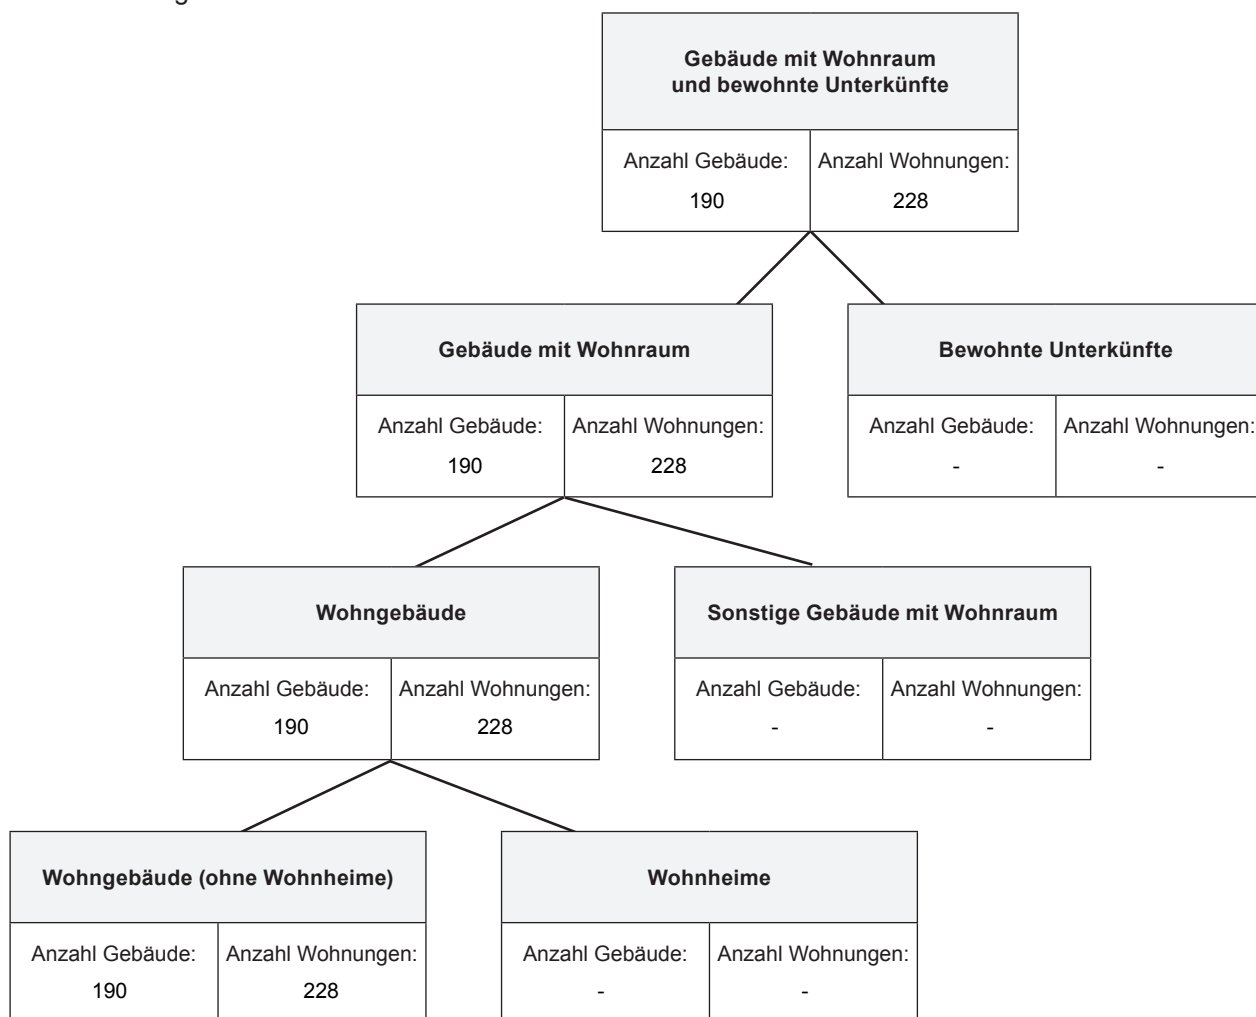 Gebäude mit Wohnraum
und bewohnte Unterkünfte
Anzahl Gebäude: Anzahl Wohnungen:
190 228
Gebäude mit Wohnraum Bewohnte Unterkünfte
Anzahl Gebäude: Anzahl Wohnungen: Anzahl Gebäude: Anzahl Wohnungen:
190 228 - -
Wohngebäude Sonstige Gebäude mit Wohnraum
Anzahl Gebäude: Anzahl Wohnungen: Anzahl Gebäude: Anzahl Wohnungen:
190 228 - -
Wohngebäude (ohne Wohnheime) Wohnheime
Anzahl Gebäude: Anzahl Wohnungen: Anzahl Gebäude: Anzahl Wohnungen:
190 228 - -